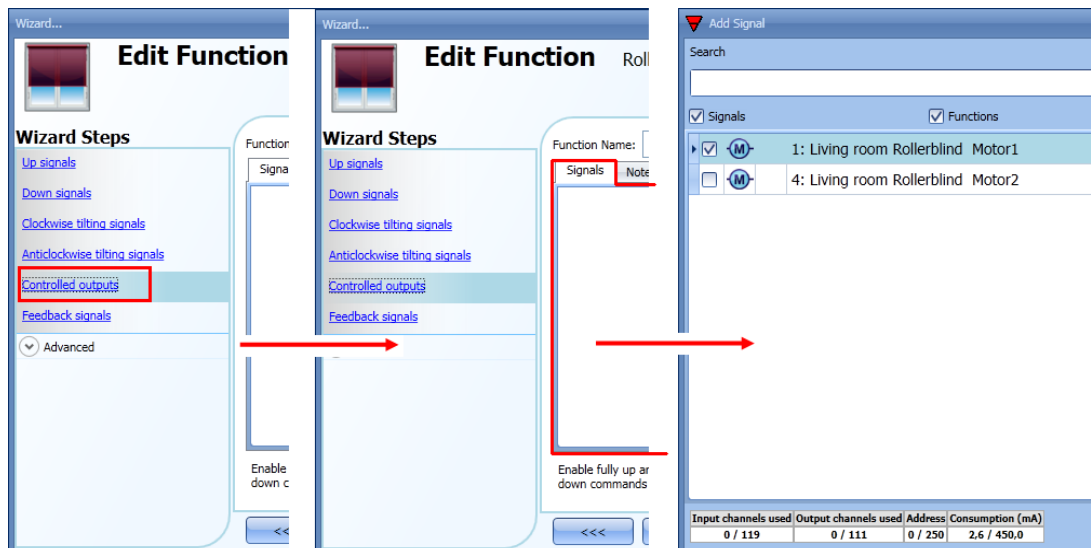 Wizard...
Edit Function
Wizard Steps
Up signals
Down signals
Clockwise tilting signals
Anticlockwise tilting signals
Controlled outputs
Feedback signals
Advanced
Function
Signa
Enable
down c
<<
Wizard...
Edit Function Roll
Wizard Steps
Up signals
Down signals
Clockwise tilting signals
Anticlockwise tilting signals
Controlled outputs
Feedback signals
Function Name:
Signals Note
Enable fully up an
down commands
<<<
Add Signal
Search
Signals Functions
M 1: Living room Rollerblind Motor1
M 4: Living room Rollerblind Motor2
Input channels used Output channels used Address Consumption (mA)
0 / 119 0 / 111 0 / 250 2,6 / 450,0